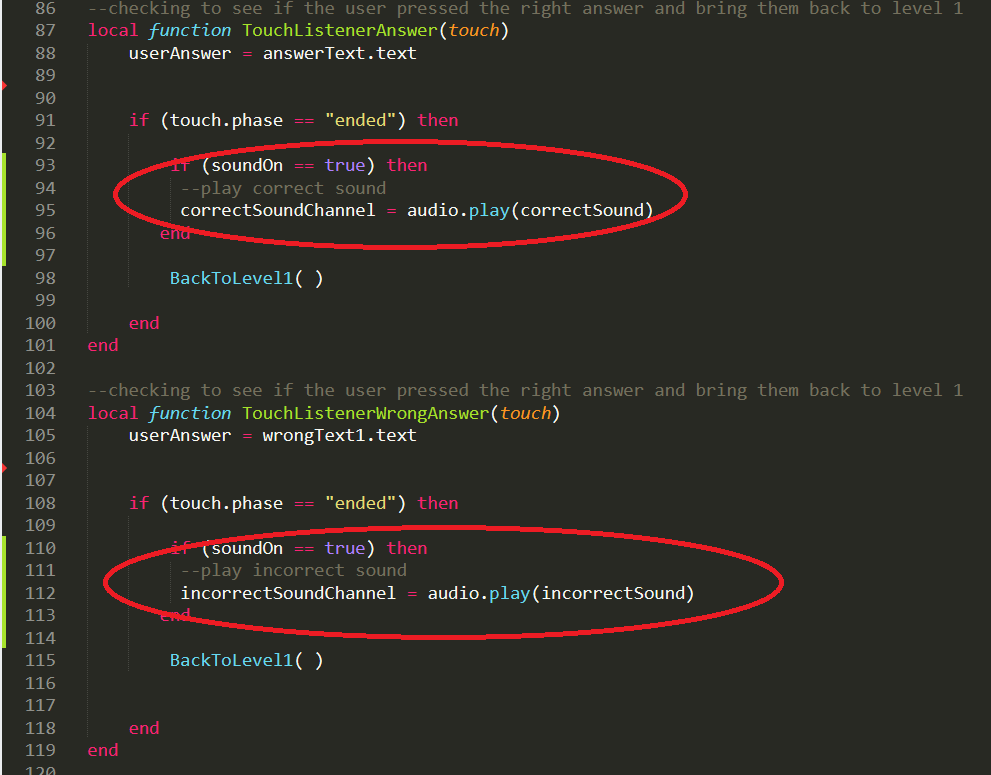 86 --checking to see if the user pressed the right answer and bring them back to level 1
87 local function TouchListenerAnswer(touch)
88 userAnswer = answerText.text
89
90
91 if (touch.phase == "ended") then
92
93 if (soundOn == true) then
94 --play correct sound
95 correctSoundChannel = audio.play(correctSound)
96 end
97
98 BackToLevel1( )
99
100 end
101 end
102
103 --checking to see if the user pressed the right answer and bring them back to level 1
104 local function TouchListenerWrongAnswer(touch)
105 userAnswer = wrongText1.text
106
107
108 if (touch.phase == "ended") then
109
110 if (soundOn == true) then
111 --play incorrect sound
112 incorrectSoundChannel = audio.play(incorrectSound)
113 end
114
115 BackToLevel1( )
116
117
118 end
119 end
120